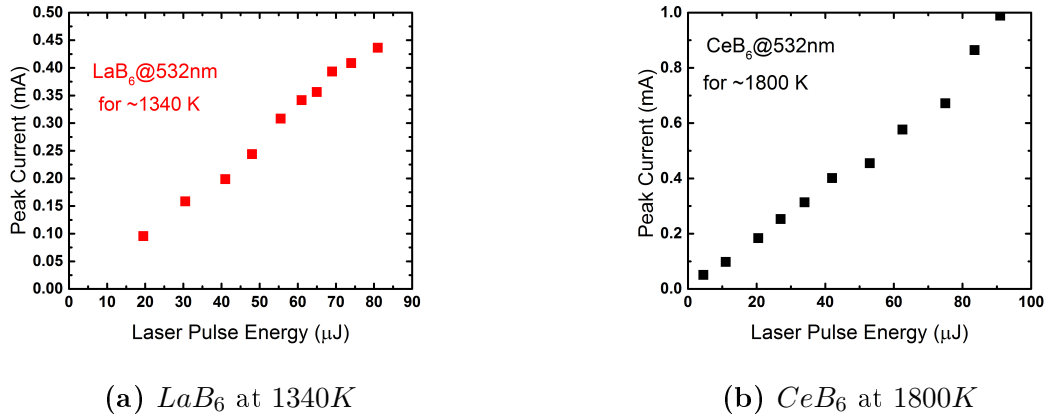 0.50
0.45
0.40
0.35
0.30
0.25
0.20
0.15
0.10
0.05
0.00
Peak Current (mA)
LaB6@532nm
for ~1340 K
0 10 20 30 40 50 60 70 80 90
Laser Pulse Energy (μJ)
(a) LaB6 at 1340K
1.0
0.8
0.6
0.4
0.2
0.0
Peak Current (mA)
CeB6@532nm
for ~1800 K
0 20 40 60 80 100
Laser Pulse Energy (μJ)
(b) CeB6 at 1800K